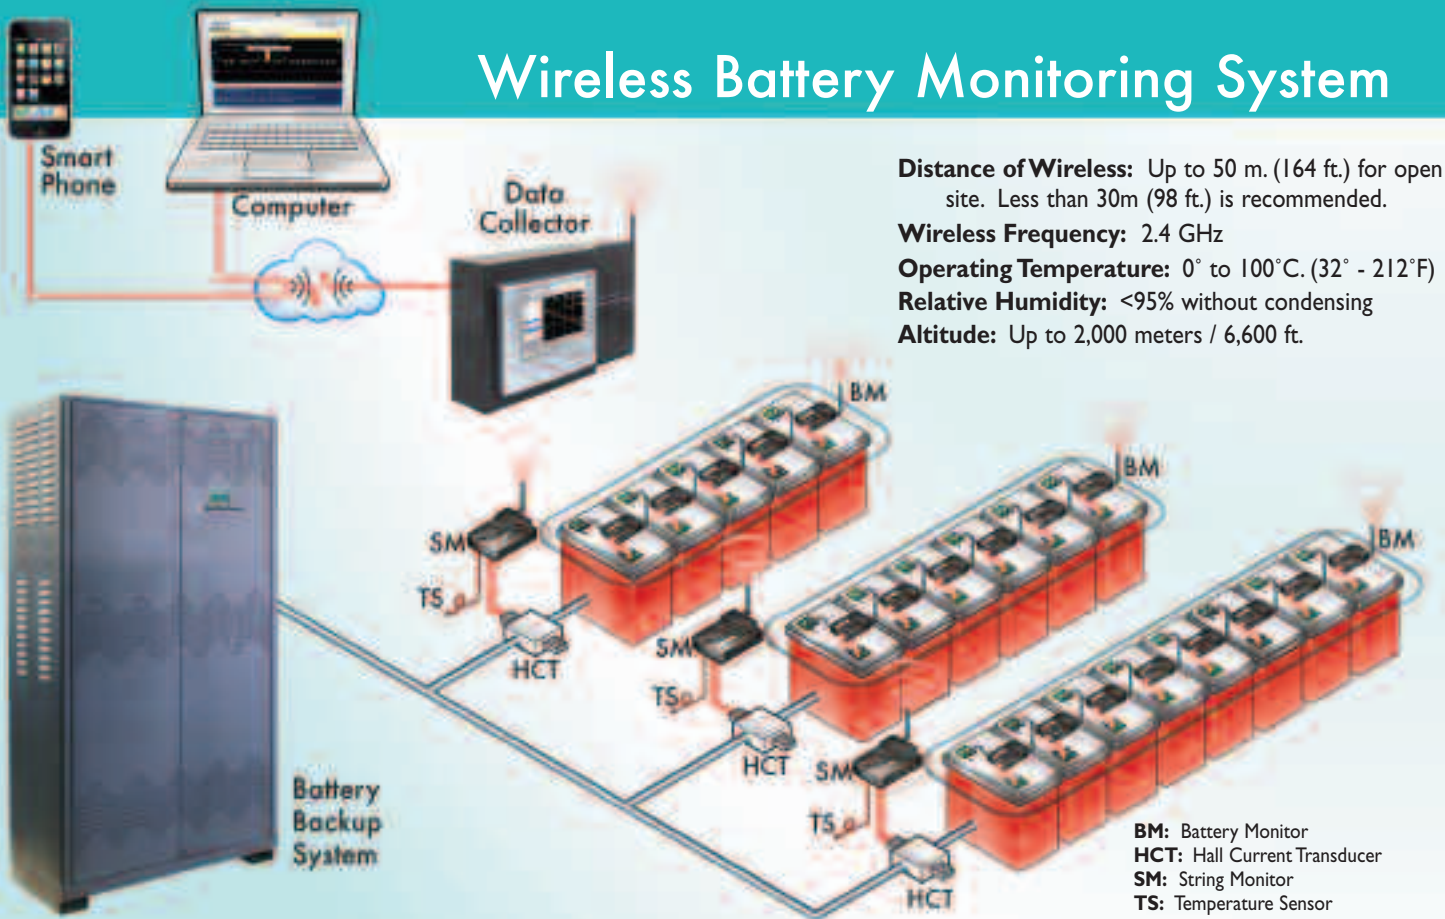 Wireless Battery Monitoring System
Smart
Phone
Computer
Data
Collector
Distance of Wireless: Up to 50 m. (164 ft.) for open
site. Less than 30m (98 ft.) is recommended.
Wireless Frequency: 2.4 GHz
Operating Temperature: 0˚ to 100˚C. (32˚ - 212˚F)
Relative Humidity: <95% without condensing
Altitude: Up to 2,000 meters / 6,600 ft.
BM
BM
BM
SM
TS
HCT
SM
TS
HCT
SM
TS
HCT
Battery
Backup
System
BM: Battery Monitor
HCT: Hall Current Transducer
SM: String Monitor
TS: Temperature Sensor